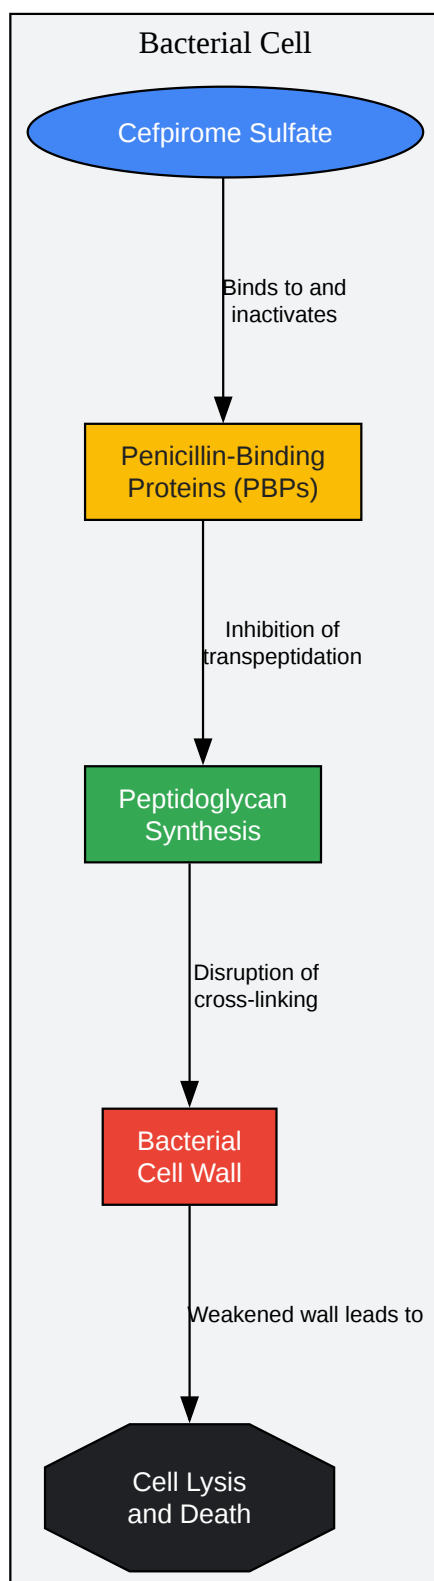 Bacterial Cell
Cefpirome Sulfate
Binds to and
inactivates
Penicillin-Binding
Proteins (PBPs)
Inhibition of
transpeptidation
Peptidoglycan
Synthesis
Disruption of
cross-linking
Bacterial
Cell Wall
Weakened wall leads to
Cell Lysis
and Death